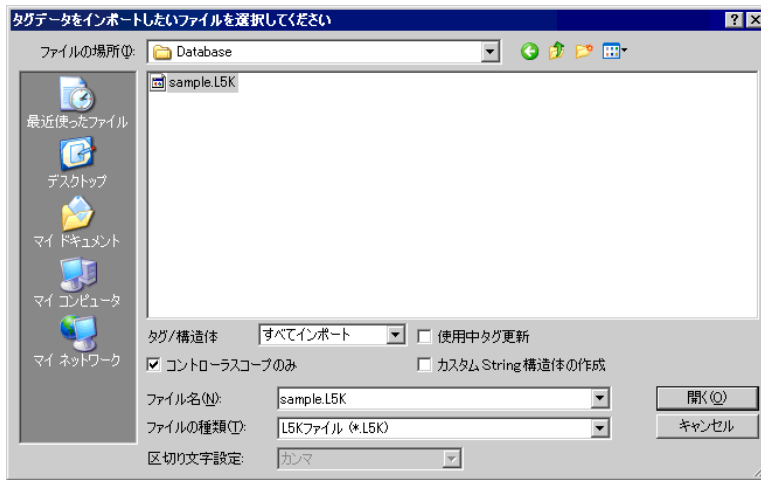 タグデータをインポートしたいファイルを選択してください
ファイルの場所(I): Database
sample.L5K
最近使ったファイル
デスクトップ
マイ ドキュメント
マイ コンピュータ
マイ ネットワーク
タグ/構造体 すべてインポート 使用中タグ更新
コントローラスコープのみ カスタム String 構造体の作成
ファイル名(N): sample.L5K 開く(O)
ファイルの種類(T): L5Kファイル (*.L5K) キャンセル
区切り文字設定: カンマ